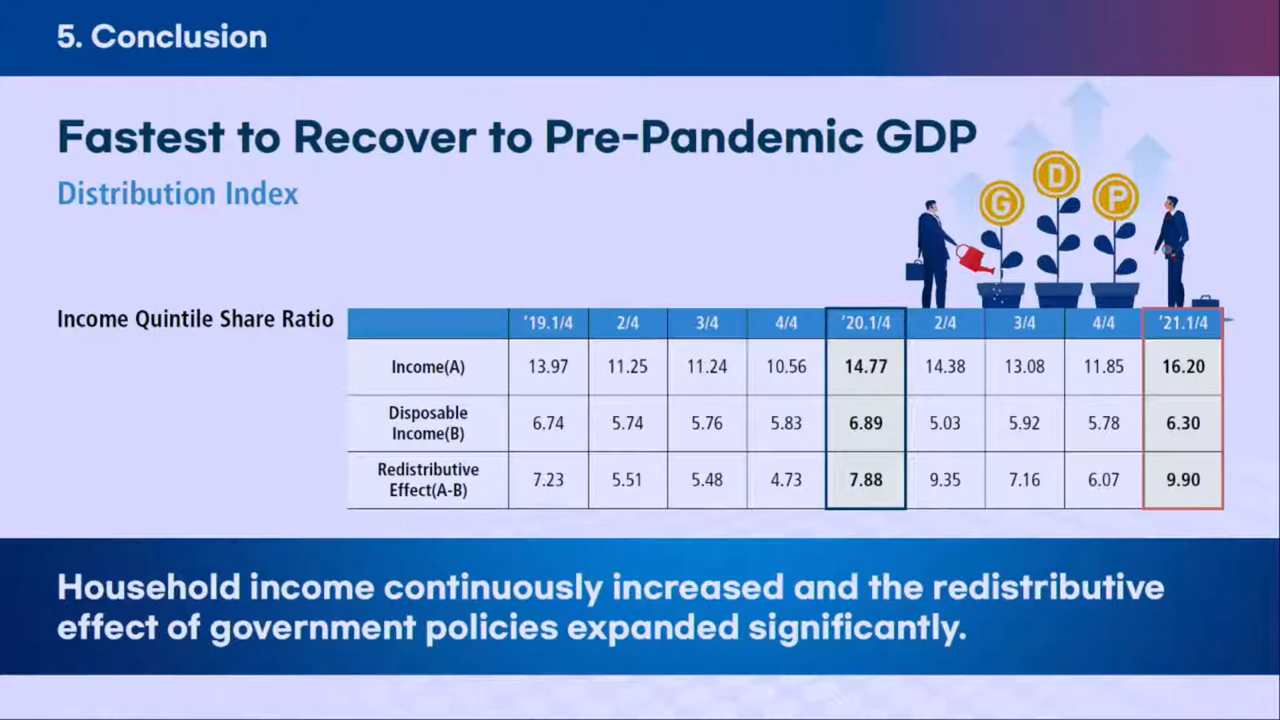 5. Conclusion
Fastest to Recover to Pre-Pandemic GDP
Distribution Index
G D P
Income Quintile Share Ratio
'19.1/4 2/4 3/4 4/4 '20.1/4 2/4 3/4 4/4 '21.1/4
Income(A) 13.97 11.25 11.24 10.56 14.77 14.38 13.08 11.85 16.20
Disposable
Income(B) 6.74 5.74 5.76 5.83 6.89 5.03 5.92 5.78 6.30
Redistributive
Effect(A-B) 7.23 5.51 5.48 4.73 7.88 9.35 7.16 6.07 9.90
Household income continuously increased and the redistributive
effect of government policies expanded significantly.